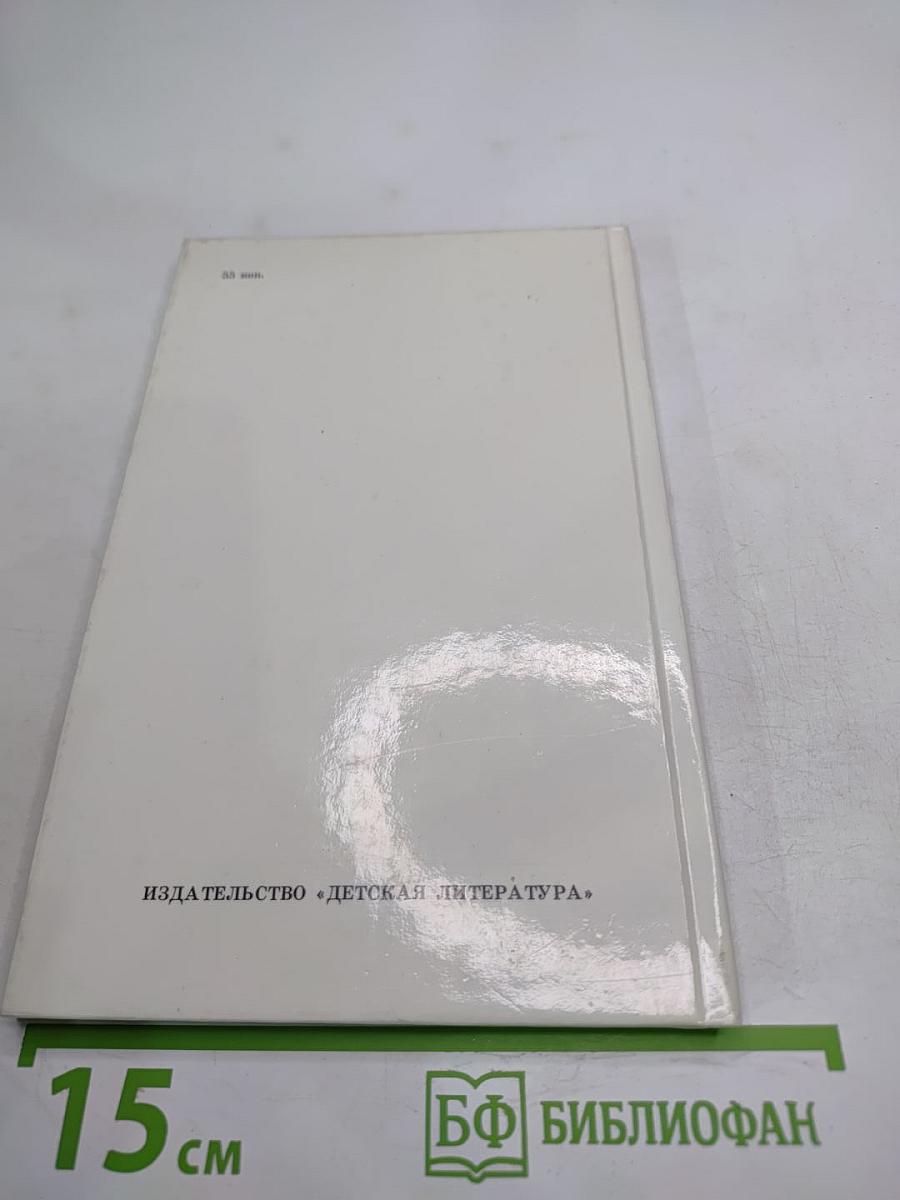 55 коп.
ИЗДАТЕЛЬСТВО «ДЕТСКАЯ ЛИТЕРАТУРА»
15 см
БФ БИБЛИОФАН